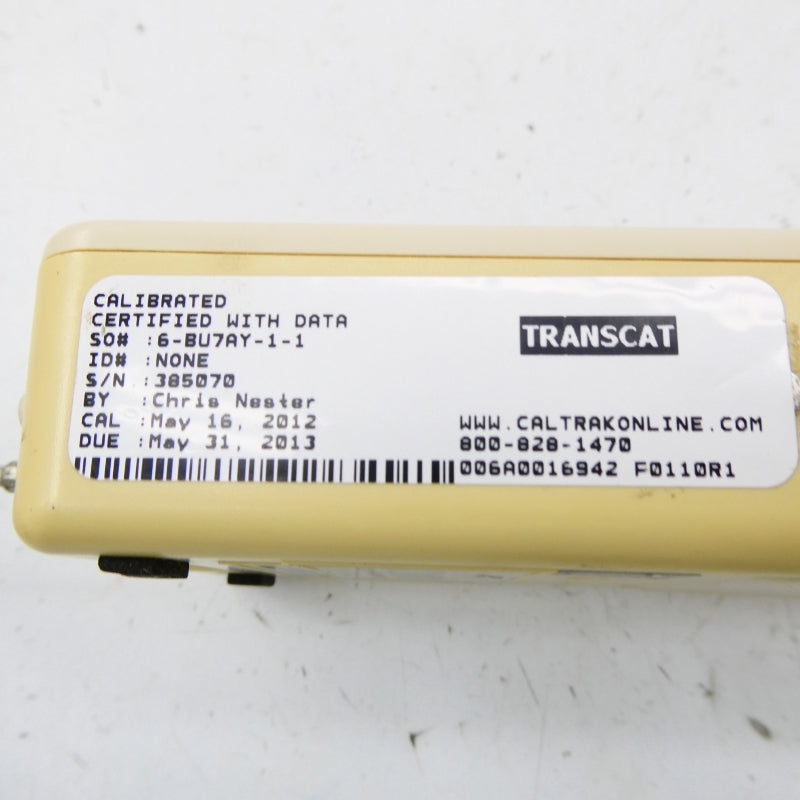 CALIBRATED
CERTIFIED WITH DATA
SO# :6-BU7AY-1-1
ID# :NONE
S/N :385070
BY :Chris Nester
CAL :May 16, 2012
DUE :May 31, 2013
TRANSCAT
WWW.CALTRAKONLINE.COM
800-828-1470
006A0016942 F0110R1